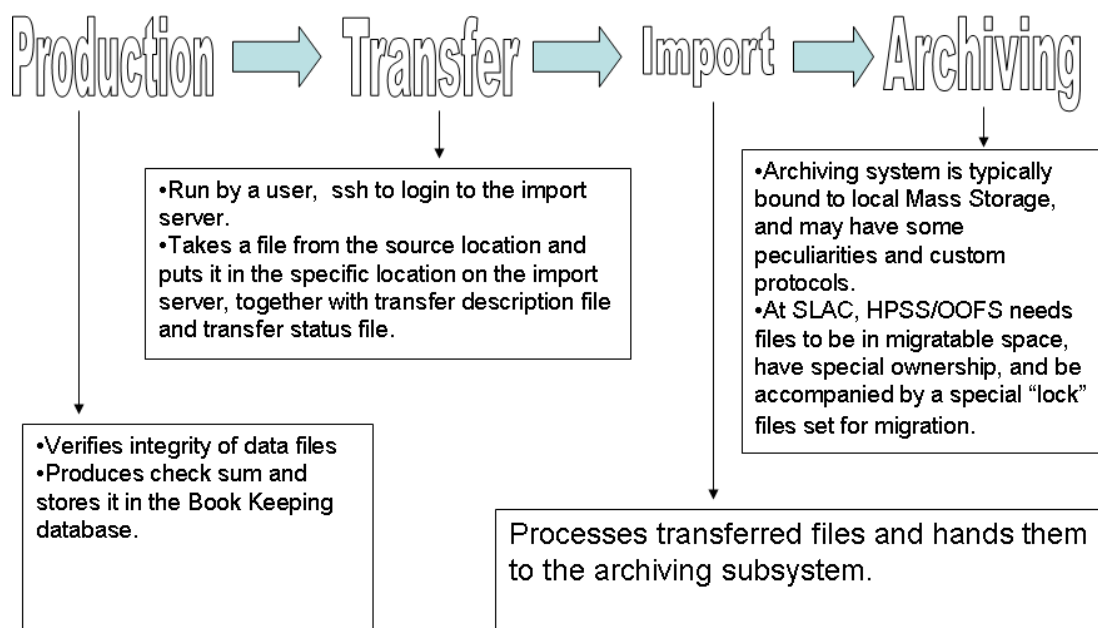 Production
Transfer
Import
Archiving
•Run by a user, ssh to login to the import
server.
•Takes a file from the source location and
puts it in the specific location on the import
server, together with transfer description file
and transfer status file.
•Archiving system is typically
bound to local Mass Storage,
and may have some
peculiarities and custom
protocols.
•At SLAC, HPSS/OOFS needs
files to be in migratable space,
have special ownership, and be
accompanied by a special “lock”
files set for migration.
•Verifies integrity of data files
•Produces check sum and
stores it in the Book Keeping
database.
Processes transferred files and hands them
to the archiving subsystem.